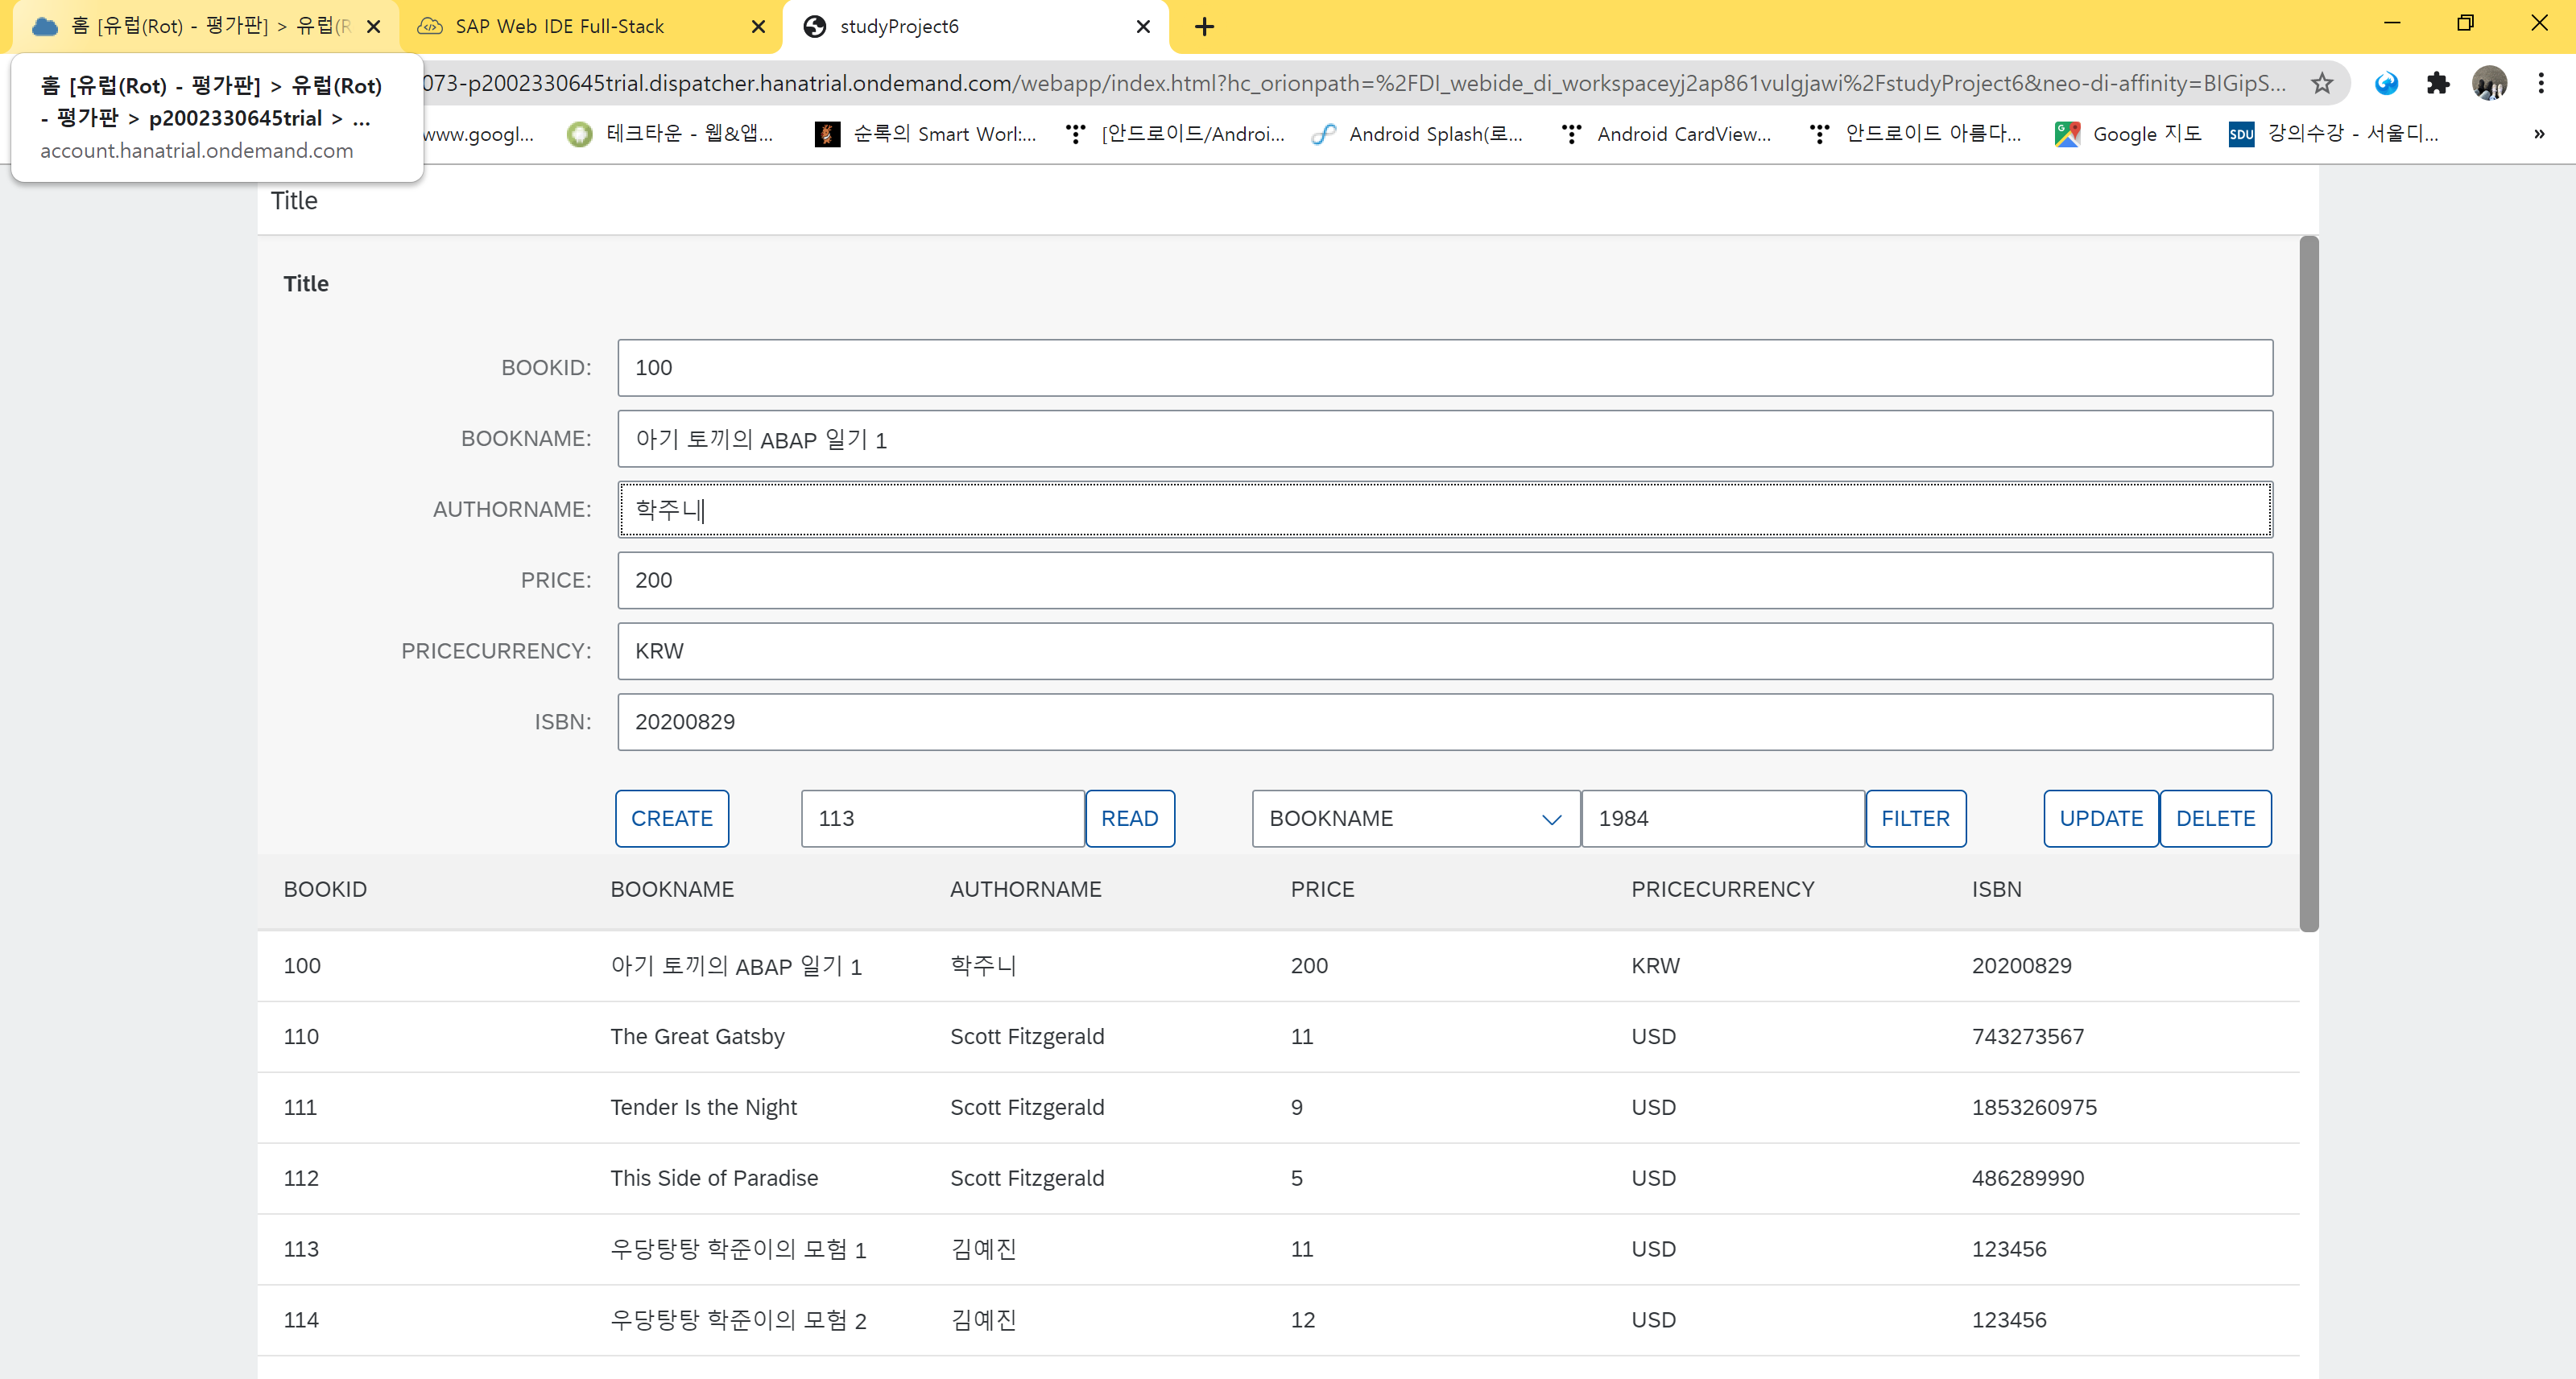 홈 [유럽(Rot) - 평가판] > 유럽(R
SAP Web IDE Full-Stack
studyProject6
홈 [유럽(Rot) - 평가판] > 유럽(Rot)
- 평가판 > p2002330645trial > ...
account.hanatrial.ondemand.com
073-p2002330645trial.dispatcher.hanatrial.ondemand.com/webapp/index.html?hc_orionpath=%2FDI_webide_di_workspaceyj2ap861vulgjawi%2FstudyProject6&neo-di-affinity=BIGipS...
www.googl...
테크타운 - 웹&앱...
순록의 Smart Worl:...
[안드로이드/Androi...
Android Splash(로...
Android CardView...
안드로이드 아름다...
Google 지도
SDU
강의수강 - 서울디...
»
Title
Title
BOOKID: 100
BOOKNAME: 아기 토끼의 ABAP 일기 1
AUTHORNAME: 학주니
PRICE: 200
PRICECURRENCY: KRW
ISBN: 20200829
CREATE 113 READ BOOKNAME 1984 FILTER UPDATE DELETE
BOOKID BOOKNAME AUTHORNAME PRICE PRICECURRENCY ISBN
100 아기 토끼의 ABAP 일기 1 학주니 200 KRW 20200829
110 The Great Gatsby Scott Fitzgerald 11 USD 743273567
111 Tender Is the Night Scott Fitzgerald 9 USD 1853260975
112 This Side of Paradise Scott Fitzgerald 5 USD 486289990
113 우당탕탕 학준이의 모험 1 김예진 11 USD 123456
114 우당탕탕 학준이의 모험 2 김예진 12 USD 123456